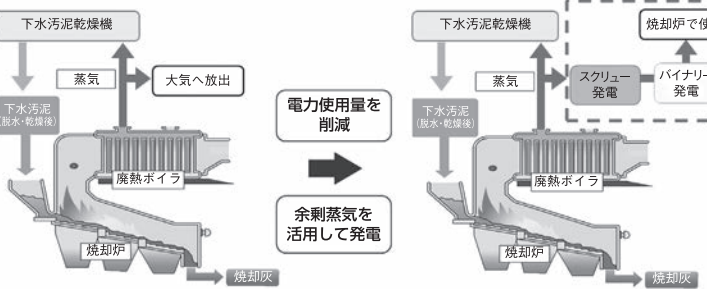 下水汚泥乾燥機
蒸気
大気へ放出
下水汚泥
(脱水・乾燥後)
廃熱ボイラ
焼却炉
焼却灰
電力使用量を
削減
余剰蒸気を
活用して発電
下水汚泥乾燥機
焼却炉で使
蒸気
スクリュー
発電
バイナリー
発電
下水汚泥
(脱水・乾燥後)
廃熱ボイラ
焼却炉
焼却灰